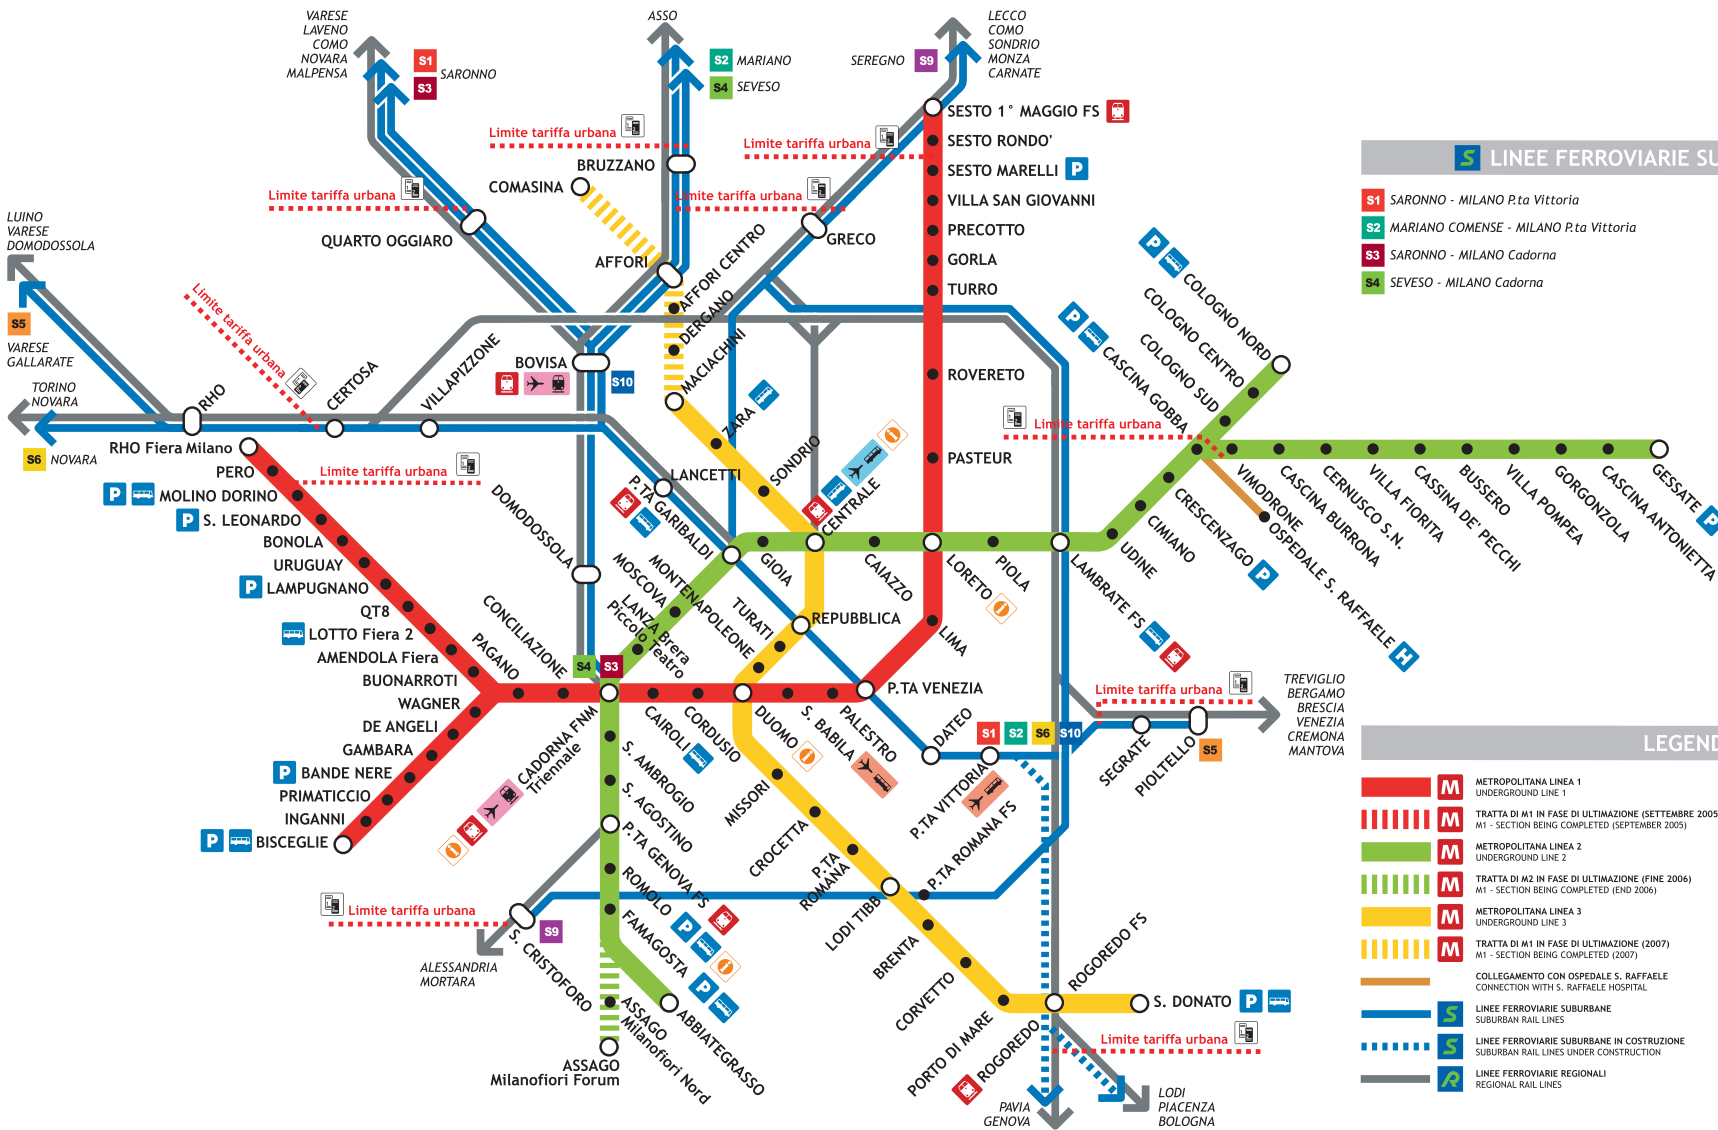 VARESE
LAVENO
COMO
NOVARA
MALPENSA
S1
SARONNO
S3
ASSO
S2 MARIANO
S4 SEVESO
SEREGNO S9
LECCO
COMO
SONDRIO
MONZA
CARNATE
SESTO 1° MAGGIO FS
SESTO RONDO'
SESTO MARELLI P
VILLA SAN GIOVANNI
PRECOTTO
GORLA
TURRO
ROVERETO
PASTEUR
Limite tariffa urbana
Limite tariffa urbana
Limite tariffa urbana
Limite tariffa urbana
BRUZZANO
COMASINA
QUARTO OGGIARO
AFFORI
GRECO
AFFORI CENTRO
DERGANO
MACIACHINI
LUINO
VARESE
DOMODOSSOLA
S5
VARESE
GALLARATE
TORINO
NOVARA
S6 NOVARA
Limite tariffa urbana
RHO
CERTOSA
VILLAPIZZONE
BOVISA
S10
RHO Fiera Milano
PERO
P MOLINO DORINO
P S. LEONARDO
BONOLA
URUGUAY
P LAMPUGNANO
QT8
LOTTO Fiera 2
AMENDOLA Fiera
BUONARROTI
WAGNER
DE ANGELI
GAMBARA
P BANDE NERE
PRIMATICCIO
INGANNI
P BISCEGLIE
Limite tariffa urbana
ZARA
SONDRIO
LANCETTI
P.TA GARIBALDI
DOMODOSSOLA
CENTRALE
GIOIA
CAIAZZO
LORETO
PIOLA
LAMBRATE FS
UDINE
CIMIANO
CRESCENZAGO P
MOSCOVA
LANZA Brera
Piccolo Teatro
MONTENAPOLEONE
TURATI
REPUBBLICA
LIMA
P.TA VENEZIA
PAGANO
CONCILIAZIONE
S4 S3
CADORNA FNM
Triennale
CAIROLI
CORDUSIO
DUOMO
S. BABILA
PALESTRO
DATEO
S1 S2 S6 S10
P.TA VITTORIA
SEGRATE
PIOLTELLO
S5
Limite tariffa urbana
TREVIGLIO
BERGAMO
BRESCIA
VENEZIA
CREMONA
MANTOVA
P COLOGNO NORD
COLOGNO CENTRO
COLOGNO SUD
P CASCINA GOBBA
Limite tariffa urbana
VIMODRONE
CASCINA BURRONA
CERNUSCO S.N.
VILLA FIORITA
CASSINA DE' PECCHI
BUSSERO
VILLA POMPEA
GORGONZOLA
CASCINA ANTONIETTA
GESSATE P
OSPEDALE S. RAFFAELE H
S. AMBROGIO
S. AGOSTINO
P.TA GENOVA FS
ROMOLO P
FAMAGOSTA P
ABBIATEGRASSO
ASSAGO
Milanofiori Nord
ASSAGO
Milanofiori Forum
Limite tariffa urbana
S. CRISTOFORO
S9
ALESSANDRIA
MORTARA
MISSORI
CROCETTA
P.TA
ROMANA
LODI TIBB
P.TA ROMANA FS
BRENTA
CORVETTO
PORTO DI MARE
ROGOREDO
ROGOREDO FS
S. DONATO P
Limite tariffa urbana
PAVIA
GENOVA
LODI
PIACENZA
BOLOGNA
S LINEE FERROVIARIE SU
S1 SARONNO - MILANO P.ta Vittoria
S2 MARIANO COMENSE - MILANO P.ta Vittoria
S3 SARONNO - MILANO Cadorna
S4 SEVESO - MILANO Cadorna
LEGEND
M METROPOLITANA LINEA 1
UNDERGROUND LINE 1
M TRATTA DI M1 IN FASE DI ULTIMAZIONE (SETTEMBRE 2005
M1 - SECTION BEING COMPLETED (SEPTEMBER 2005)
M METROPOLITANA LINEA 2
UNDERGROUND LINE 2
M TRATTA DI M2 IN FASE DI ULTIMAZIONE (FINE 2006)
M1 - SECTION BEING COMPLETED (END 2006)
M METROPOLITANA LINEA 3
UNDERGROUND LINE 3
M TRATTA DI M1 IN FASE DI ULTIMAZIONE (2007)
M1 - SECTION BEING COMPLETED (2007)
COLLEGAMENTO CON OSPEDALE S. RAFFAELE
CONNECTION WITH S. RAFFAELE HOSPITAL
S LINEE FERROVIARIE SUBURBANE
SUBURBAN RAIL LINES
S LINEE FERROVIARIE SUBURBANE IN COSTRUZIONE
SUBURBAN RAIL LINES UNDER CONSTRUCTION
R LINEE FERROVIARIE REGIONALI
REGIONAL RAIL LINES